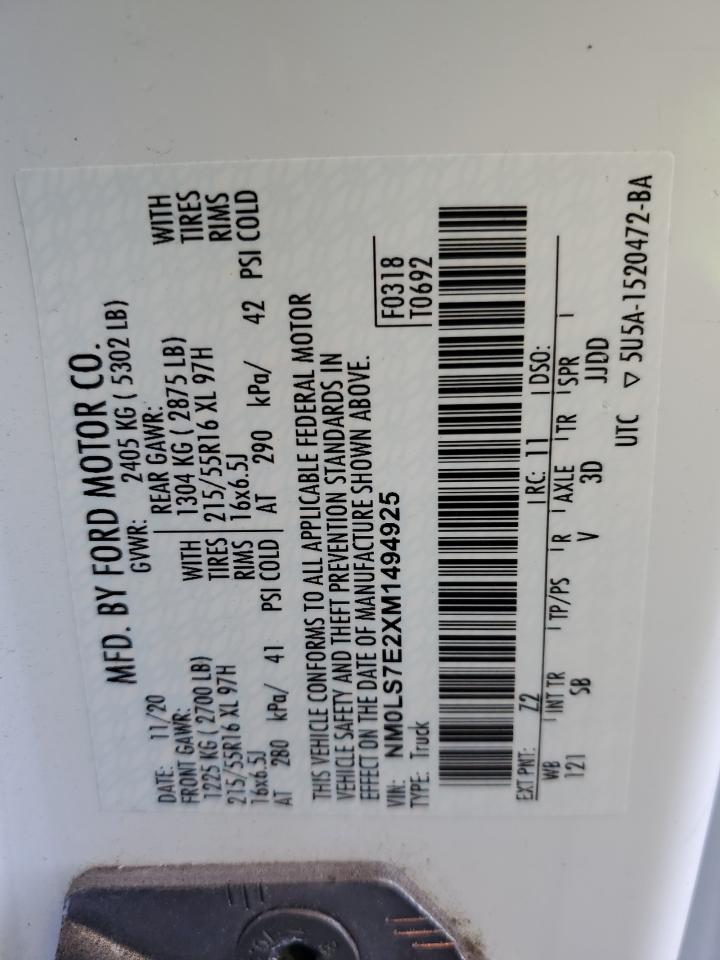 MFD. BY FORD MOTOR CO.
DATE: 11/20 GVWR: 2405 KG ( 5302 LB)
FRONT GAWR: REAR GAWR:
1225 KG ( 2700 LB) WITH 1304 KG ( 2875 LB) WITH
215/55R16 XL 97H TIRES 215/55R16 XL 97H TIRES
16x6.5J RIMS 16x6.5J RIMS
AT 280 kPa/ 41 PSI COLD AT 290 kPa/ 42 PSI COLD
THIS VEHICLE CONFORMS TO ALL APPLICABLE FEDERAL MOTOR
VEHICLE SAFETY AND THEFT PREVENTION STANDARDS IN
EFFECT ON THE DATE OF MANUFACTURE SHOWN ABOVE.
VIN: NM0LS7E2XM1494925 F0318
TYPE: Truck T0692
EXT PNT: Z2 RC: 11 DSO:
WB INT TR TP/PS R AXLE TR SPR
121 SB V 3D JJDD
UTC ▽ 5U5A-1520472-BA